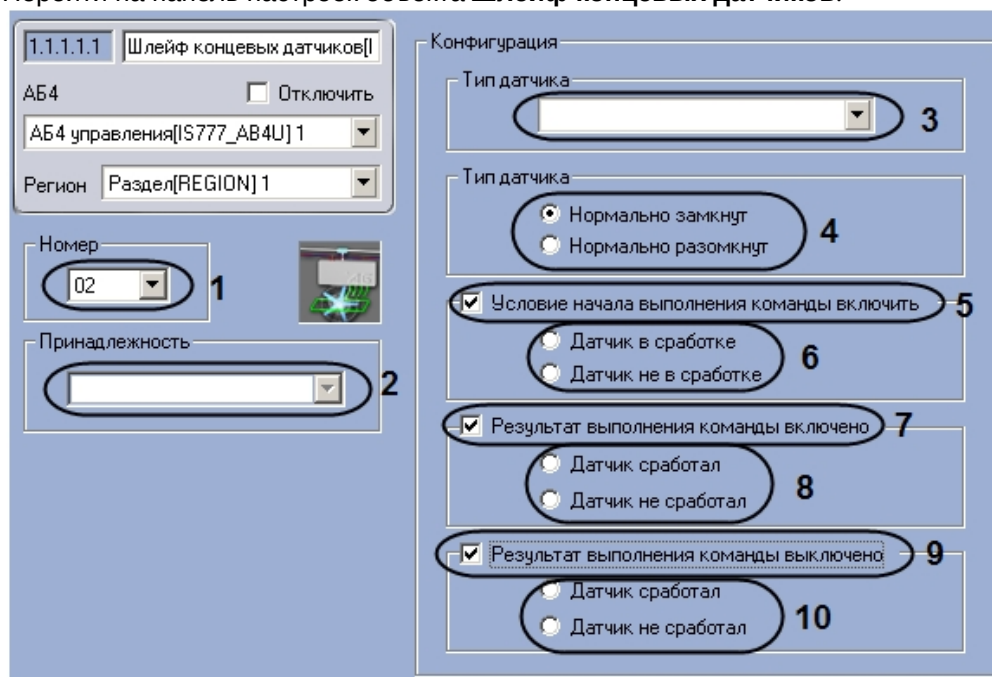 Перейти на панель настроек объекта Шлейф концевых датчиков.
1.1.1.1.1 Шлейф концевых датчиков[I
АБ4 Отключить
АБ4 управления[IS777_AB4U] 1
Регион Раздел[REGION] 1
Номер
02 1
Принадлежность
2
Конфигурация
Тип датчика
3
Тип датчика
Нормально замкнут
Нормально разомкнут
4
Условие начала выполнения команды включить 5
Датчик в сработке
Датчик не в сработке
6
Результат выполнения команды включено 7
Датчик сработал
Датчик не сработал
8
Результат выполнения команды выключено 9
Датчик сработал
Датчик не сработал
10